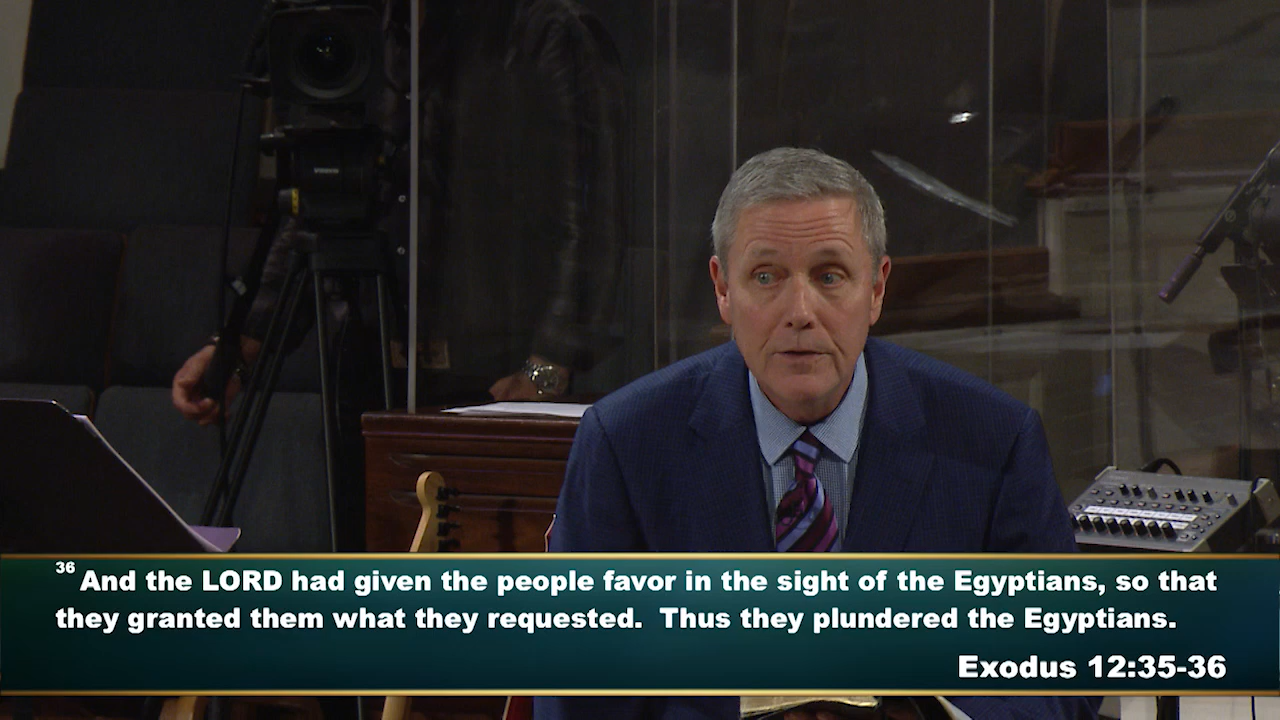 36 And the LORD had given the people favor in the sight of the Egyptians, so that
they granted them what they requested.  Thus they plundered the Egyptians.
Exodus 12:35-36